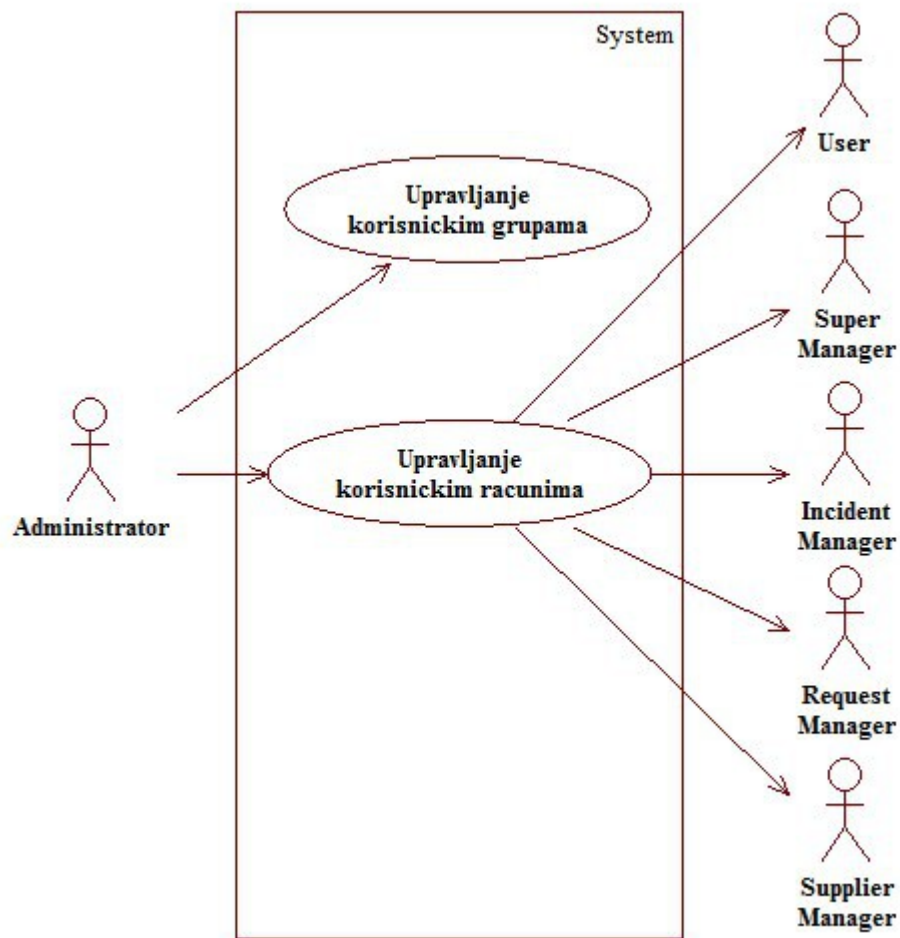 System
User
Upravljanje
korisnickim grupama
Super
Manager
Administrator
Upravljanje
korisnickim racunima
Incident
Manager
Request
Manager
Supplier
Manager